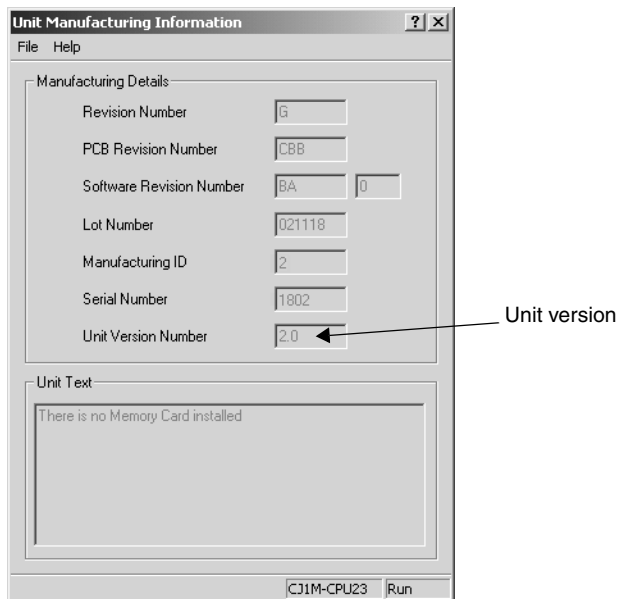 Unit Manufacturing Information ? ×
File Help
Manufacturing Details
Revision Number G
PCB Revision Number CBB
Software Revision Number BA 0
Lot Number 021118
Manufacturing ID 2
Serial Number 1802
Unit Version Number 2.0
Unit version
Unit Text
There is no Memory Card installed
CJ1M-CPU23 Run